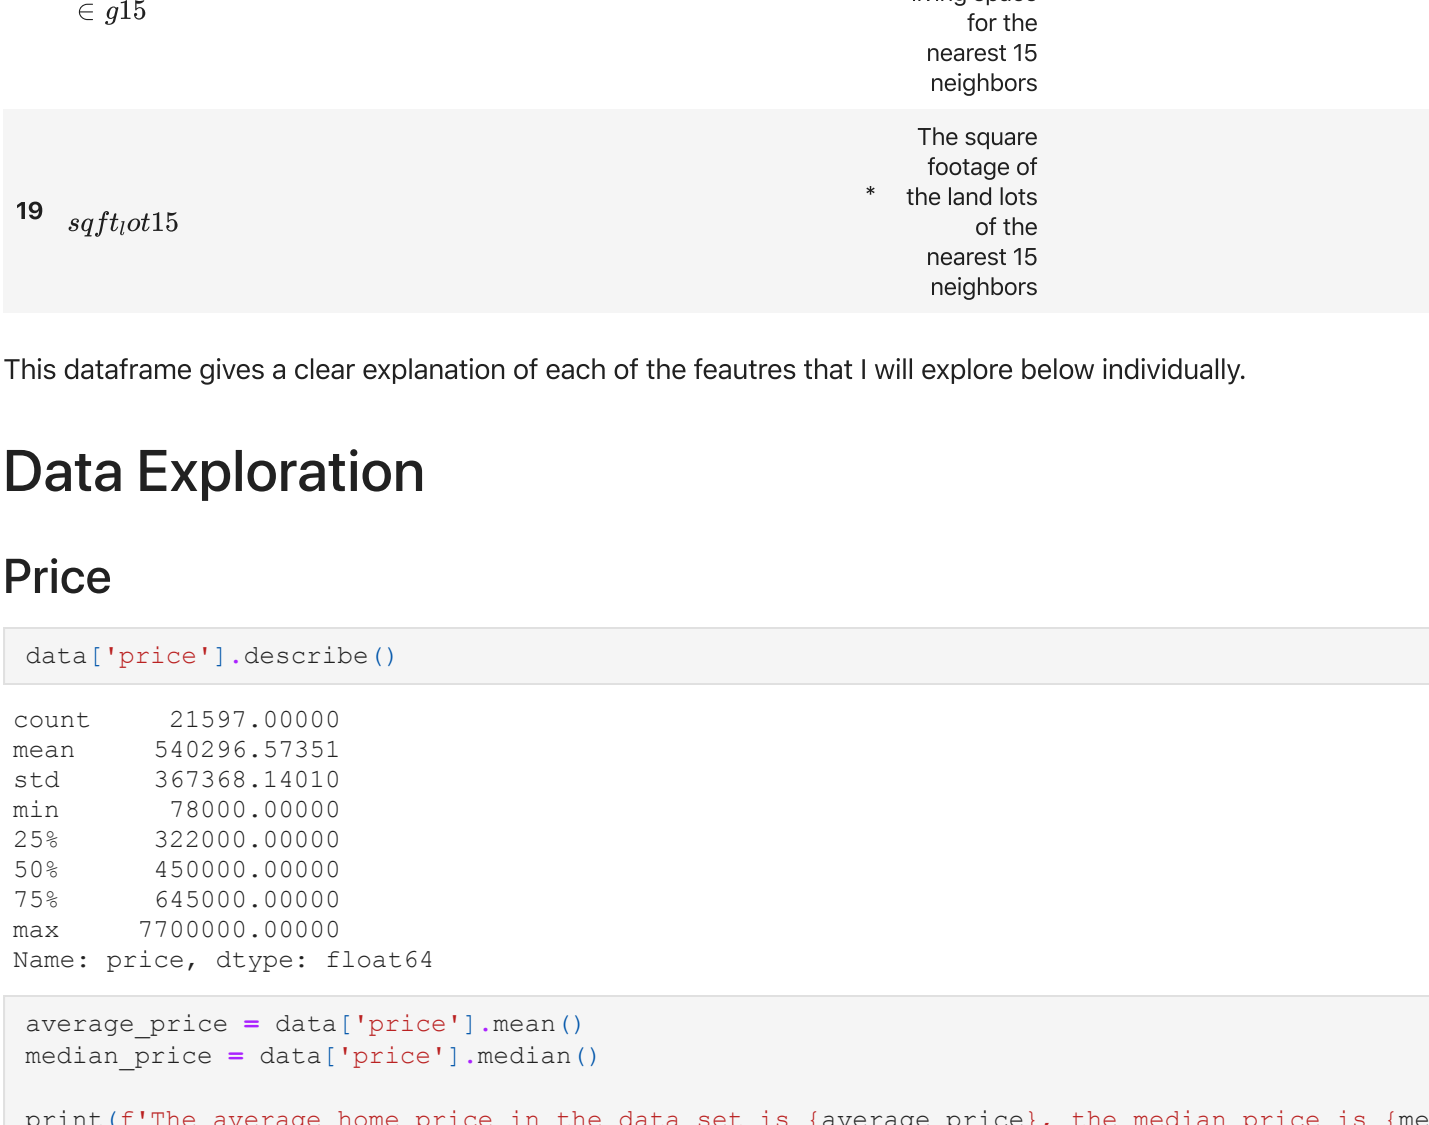 ∈ g15
for the
nearest 15
neighbors
19
sqftₗot15
*
The square
footage of
the land lots
of the
nearest 15
neighbors
This dataframe gives a clear explanation of each of the feautres that I will explore below individually.
Data Exploration
Price
data['price'].describe()
count     21597.00000
mean     540296.57351
std      367368.14010
min       78000.00000
25%      322000.00000
50%      450000.00000
75%      645000.00000
max     7700000.00000
Name: price, dtype: float64
average_price = data['price'].mean()
median_price = data['price'].median()
print(f'The average home price in the data set is {average_price}, the median price is {me